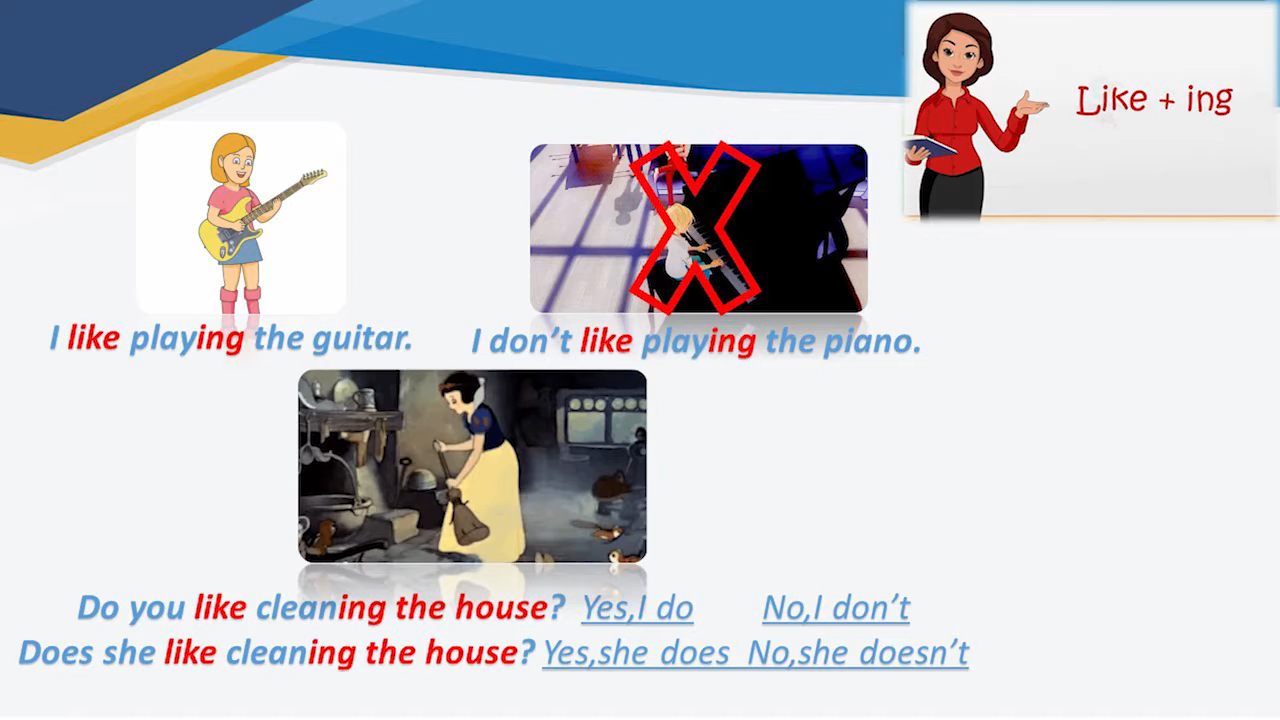 Like + ing
I like playing the guitar.
I don't like playing the piano.
Do you like cleaning the house? Yes,I do No,I don't
Does she like cleaning the house? Yes,she does No,she doesn't